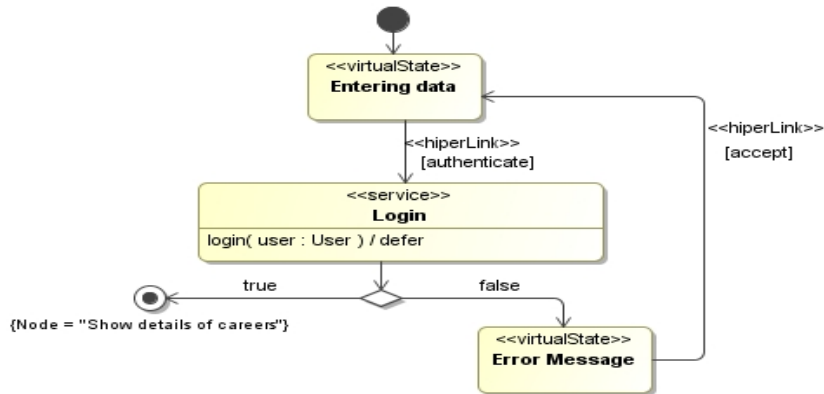 <<virtualState>>
Entering data
<<hiperLink>>
[authenticate]
<<hiperLink>>
[accept]
<<service>>
Login
login( user : User ) / defer
true
false
{Node = "Show details of careers"}
<<virtualState>>
Error Message